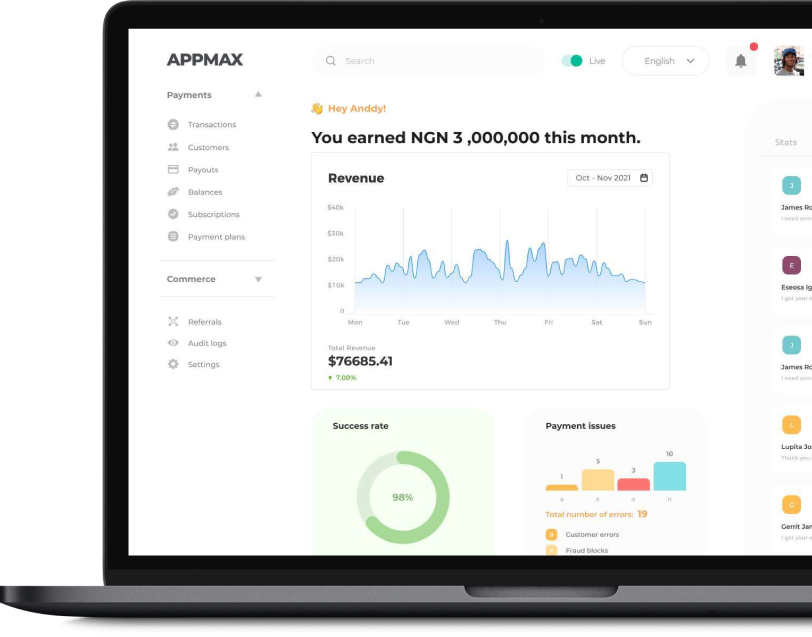 APPMAX
Search
Live
English
Payments
Transactions
Customers
Payouts
Balances
Subscriptions
Payment plans
Commerce
Referrals
Audit logs
Settings
👋 Hey Anddy!
You earned NGN 3 ,000,000 this month.
Revenue
Oct - Nov 2021
$40k
$30k
$20k
$10k
0
Mon Tue Wed Thu Fri Sat Sun
Total Revenue
$76685.41
▼ 7.00%
Success rate
98%
Payment issues
1 5 3 10
Total number of errors: 19
Customer errors
Fraud blocks
Stats
J
James Ro
I need som
E
Eseosa Ig
I got your e
J
James Ro
I need som
L
Lupita Jo
Thank you
G
Gerrit Jar
I got your e